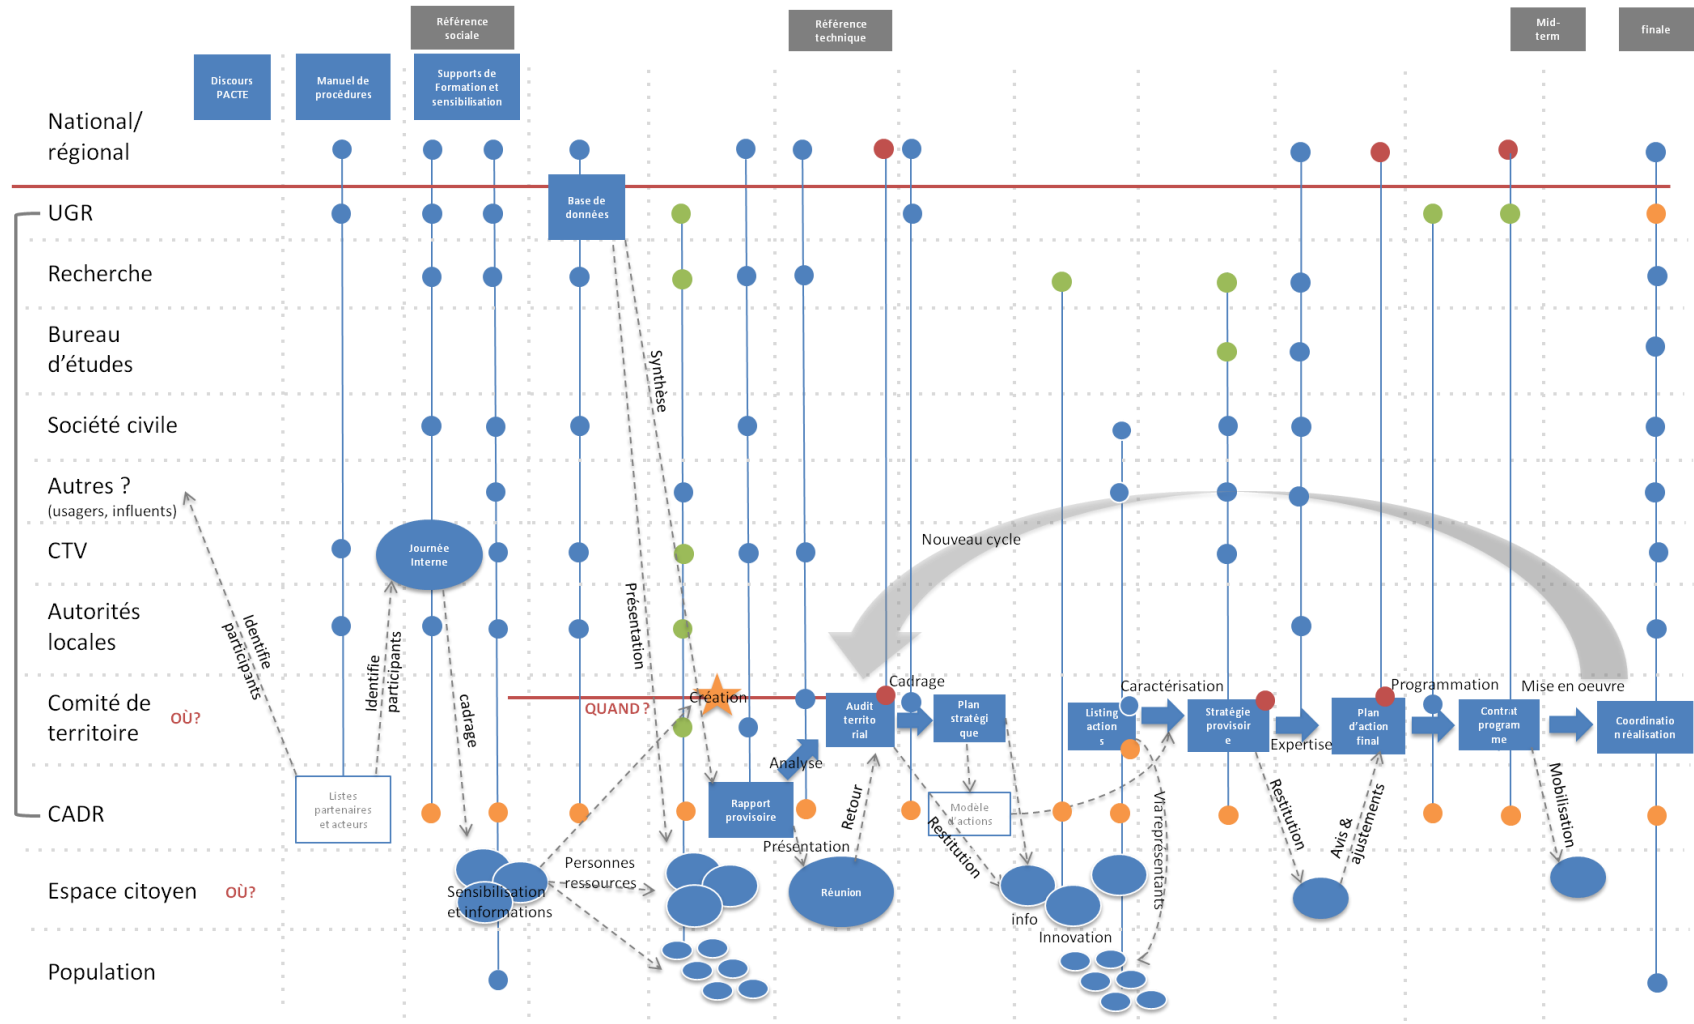 Référence
sociale
Référence
technique
Mid-
term
finale
Discours
PACTE
Manuel de
procédures
Supports de
Formation et
sensibilisation
National/
régional
UGR
Base de
données
Recherche
Bureau
d’études
Synthèse
Société civile
Autres ?
(usagers, influents)
CTV
Journée
Interne
Nouveau cycle
Autorités
locales
Identifie
participants
Identifie
participants
Présentation
cadrage
Comité de
territoire
OÙ?
QUAND ?
Création
Audit
territo
rial
Cadrage
Plan
stratégi
que
Listing
action
s
Caractérisation
Stratégie
provisoir
e
Expertise
Plan
d’action
final
Programmation
Contrat
program
me
Mise en oeuvre
Coordinatio
n réalisation
Analyse
CADR
Listes
partenaires
et acteurs
Rapport
provisoire
Retour
Modèle
d’actions
Restitution
Via representants
Restitution
Avis &
ajustements
Mobilisation
Présentation
Espace citoyen
OÙ?
Sensibilisation
et informations
Personnes
ressources
Réunion
info
Innovation
Population